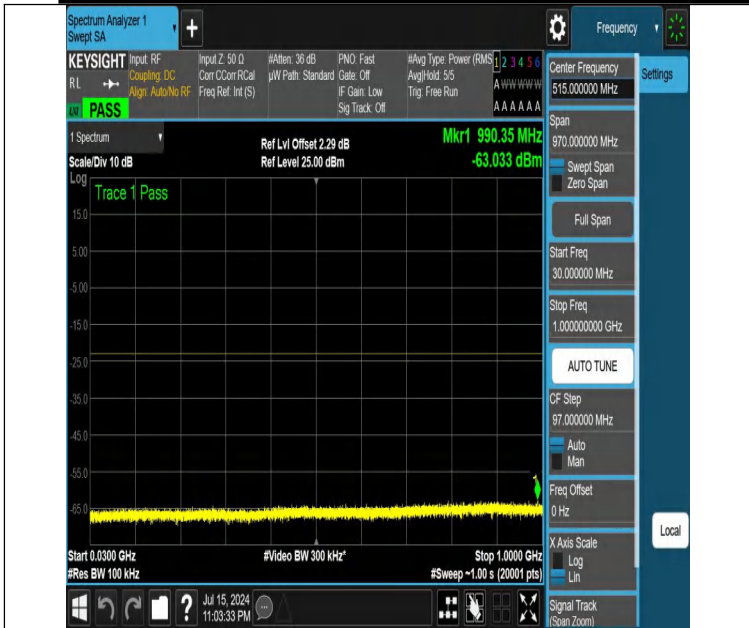 Spectrum Analyzer 1
Swept SA
Frequency
KEYSIGHT
RL
PASS
Input: RF
Coupling: DC
Align: Auto/No RF
Input Z: 50 Ω
Corr CCorr RCal
Freq Ref: Int (S)
#Atten: 36 dB
µW Path: Standard
PNO: Fast
Gate: Off
IF Gain: Low
Sig Track: Off
#Avg Type: Power (RMS
Avg|Hold: 5/5
Trig: Free Run
1 2 3 4 5 6
A W W W W W
A A A A A A
1 Spectrum
Scale/Div 10 dB
Ref Lvl Offset 2.29 dB
Ref Level 25.00 dBm
Mkr1 990.35 MHz
-63.033 dBm
Log
Trace 1 Pass
15.0
5.00
-5.00
-15.0
-25.0
-35.0
-45.0
-55.0
-65.0
1
Start 0.0300 GHz
#Res BW 100 kHz
#Video BW 300 kHz*
Stop 1.0000 GHz
#Sweep ~1.00 s (20001 pts)
Jul 15, 2024
11:03:33 PM
Center Frequency
515.000000 MHz
Settings
Span
970.000000 MHz
Swept Span
Zero Span
Full Span
Start Freq
30.000000 MHz
Stop Freq
1.000000000 GHz
AUTO TUNE
CF Step
97.000000 MHz
Auto
Man
Freq Offset
0 Hz
X Axis Scale
Log
Lin
Local
Signal Track
(Span Zoom)